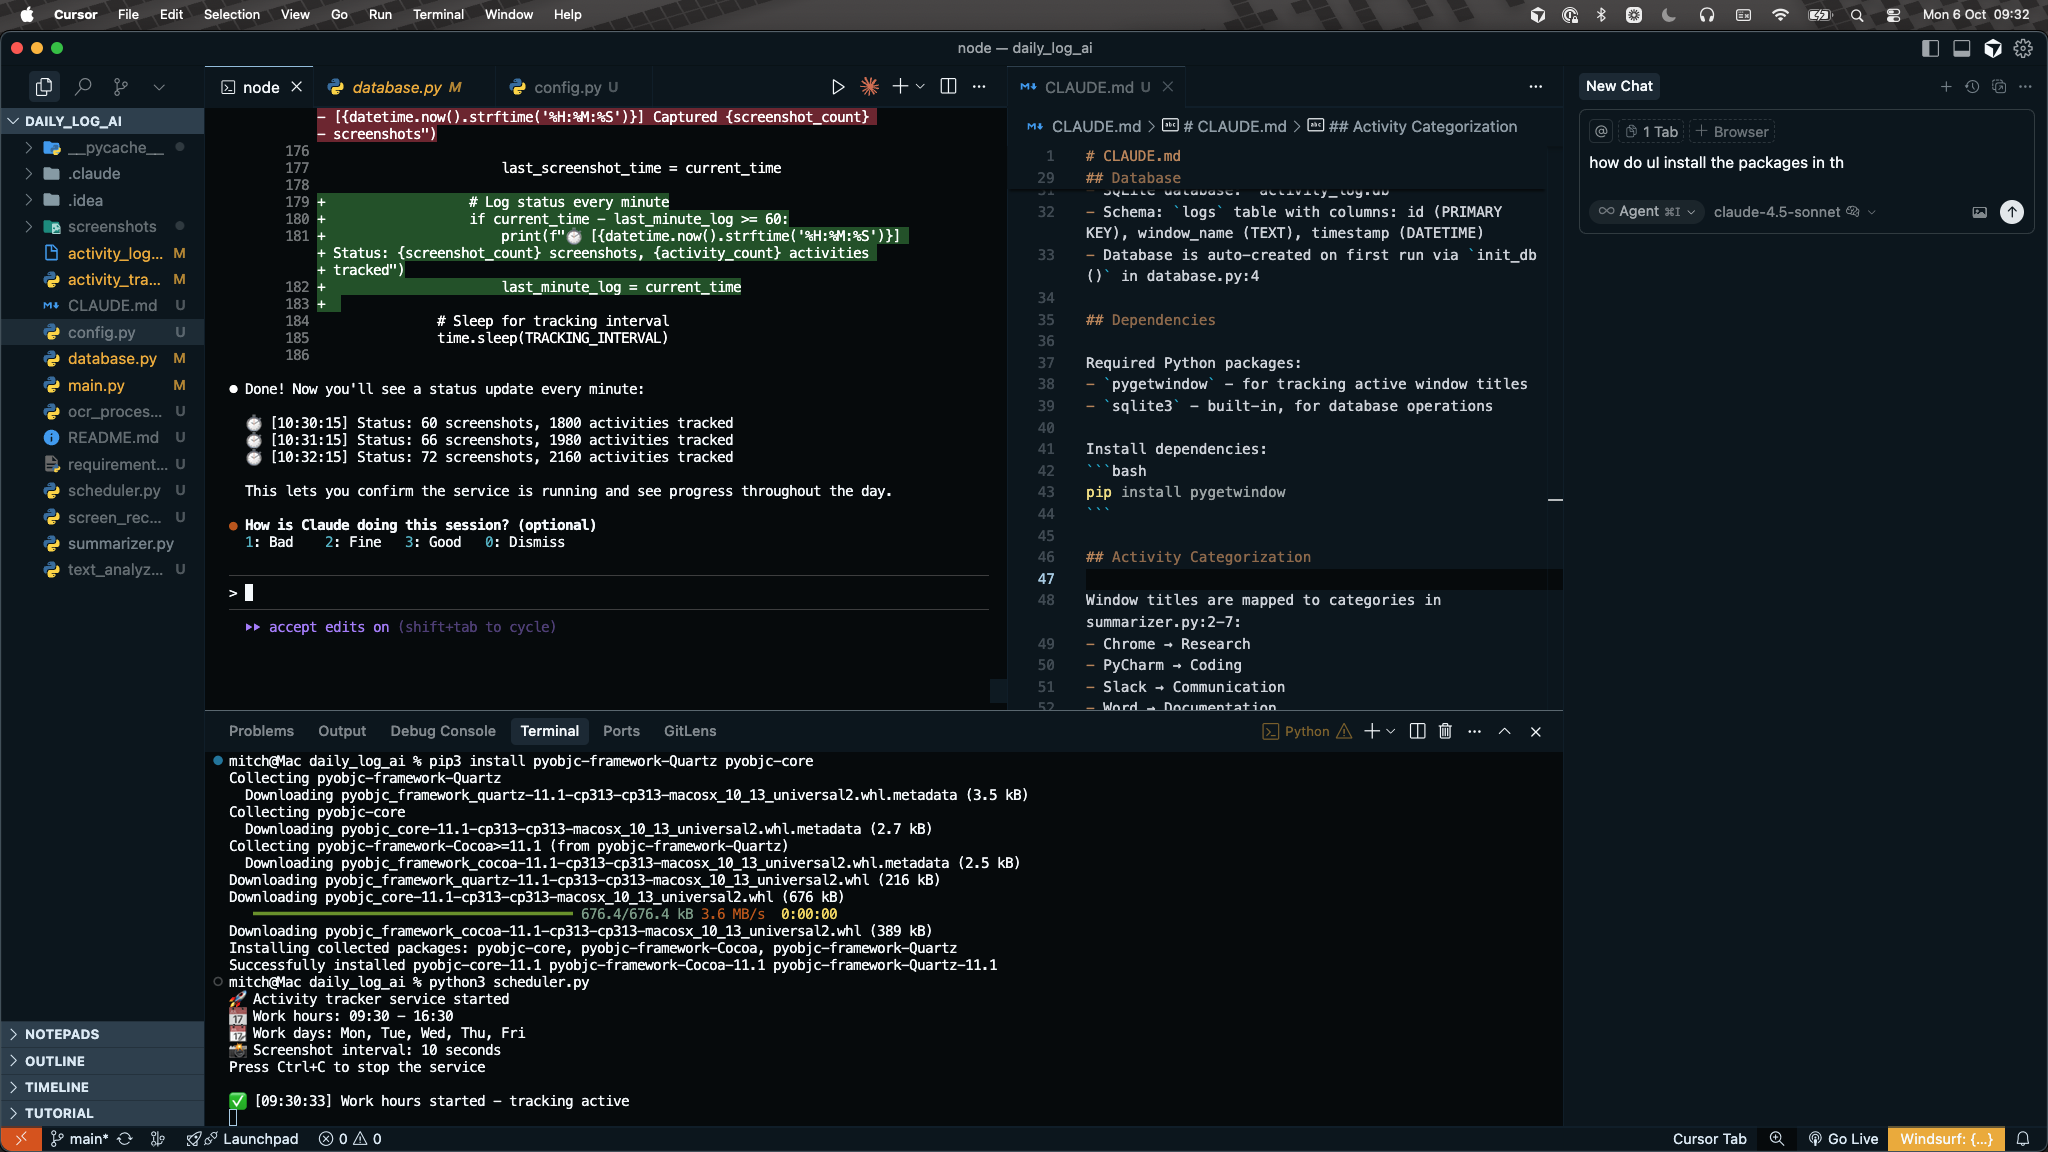 Cursor File Edit Selection View Go Run Terminal Window Help
Mon 6 Oct 09:32
node — daily_log_ai
DAILY_LOG_AI
__pycache__
.claude
.idea
screenshots
activity_log... M
activity_tra... M
CLAUDE.md U
config.py U
database.py M
main.py M
ocr_proces... U
README.md U
requirement... U
scheduler.py U
screen_rec... U
summarizer.py U
text_analyz... U
NOTEPADS
OUTLINE
TIMELINE
TUTORIAL
node
database.py M
config.py U
- [{datetime.now().strftime('%H:%M:%S')}] Captured {screenshot_count}
- screenshots")
176
177 last_screenshot_time = current_time
178
179 + # Log status every minute
180 + if current_time - last_minute_log >= 60:
181 + print(f"⏱️ [{datetime.now().strftime('%H:%M:%S')}]
+ Status: {screenshot_count} screenshots, {activity_count} activities
+ tracked")
182 + last_minute_log = current_time
183 +
184 # Sleep for tracking interval
185 time.sleep(TRACKING_INTERVAL)
186
● Done! Now you'll see a status update every minute:
⏱️ [10:30:15] Status: 60 screenshots, 1800 activities tracked
⏱️ [10:31:15] Status: 66 screenshots, 1980 activities tracked
⏱️ [10:32:15] Status: 72 screenshots, 2160 activities tracked
This lets you confirm the service is running and see progress throughout the day.
● How is Claude doing this session? (optional)
1: Bad 2: Fine 3: Good 0: Dismiss
>
accept edits on (shift+tab to cycle)
CLAUDE.md U
CLAUDE.md > # CLAUDE.md > ## Activity Categorization
1 # CLAUDE.md
29 ## Database
31 - SQLite database: `activity_log.db`
32 - Schema: `logs` table with columns: id (PRIMARY
KEY), window_name (TEXT), timestamp (DATETIME)
33 - Database is auto-created on first run via `init_db
()` in database.py:4
34
35 ## Dependencies
36
37 Required Python packages:
38 - `pygetwindow` - for tracking active window titles
39 - `sqlite3` - built-in, for database operations
40
41 Install dependencies:
42 ```bash
43 pip install pygetwindow
44 ```
45
46 ## Activity Categorization
47
48 Window titles are mapped to categories in
summarizer.py:2-7:
49 - Chrome → Research
50 - PyCharm → Coding
51 - Slack → Communication
52 - Word → Documentation
New Chat
@ 1 Tab + Browser
how do uI install the packages in th
Agent ⌘I claude-4.5-sonnet
Problems Output Debug Console Terminal Ports GitLens
Python
mitch@Mac daily_log_ai % pip3 install pyobjc-framework-Quartz pyobjc-core
Collecting pyobjc-framework-Quartz
Downloading pyobjc_framework_quartz-11.1-cp313-cp313-macosx_10_13_universal2.whl.metadata (3.5 kB)
Collecting pyobjc-core
Downloading pyobjc_core-11.1-cp313-cp313-macosx_10_13_universal2.whl.metadata (2.7 kB)
Collecting pyobjc-framework-Cocoa>=11.1 (from pyobjc-framework-Quartz)
Downloading pyobjc_framework_cocoa-11.1-cp313-cp313-macosx_10_13_universal2.whl.metadata (2.5 kB)
Downloading pyobjc_framework_quartz-11.1-cp313-cp313-macosx_10_13_universal2.whl (216 kB)
Downloading pyobjc_core-11.1-cp313-cp313-macosx_10_13_universal2.whl (676 kB)
676.4/676.4 kB 3.6 MB/s 0:00:00
Downloading pyobjc_framework_cocoa-11.1-cp313-cp313-macosx_10_13_universal2.whl (389 kB)
Installing collected packages: pyobjc-core, pyobjc-framework-Cocoa, pyobjc-framework-Quartz
Successfully installed pyobjc-core-11.1 pyobjc-framework-Cocoa-11.1 pyobjc-framework-Quartz-11.1
mitch@Mac daily_log_ai % python3 scheduler.py
🚀 Activity tracker service started
📅 Work hours: 09:30 - 16:30
📆 Work days: Mon, Tue, Wed, Thu, Fri
📸 Screenshot interval: 10 seconds
Press Ctrl+C to stop the service
✅ [09:30:33] Work hours started - tracking active
main* Launchpad 0 0
Cursor Tab Go Live Windsurf: {...}